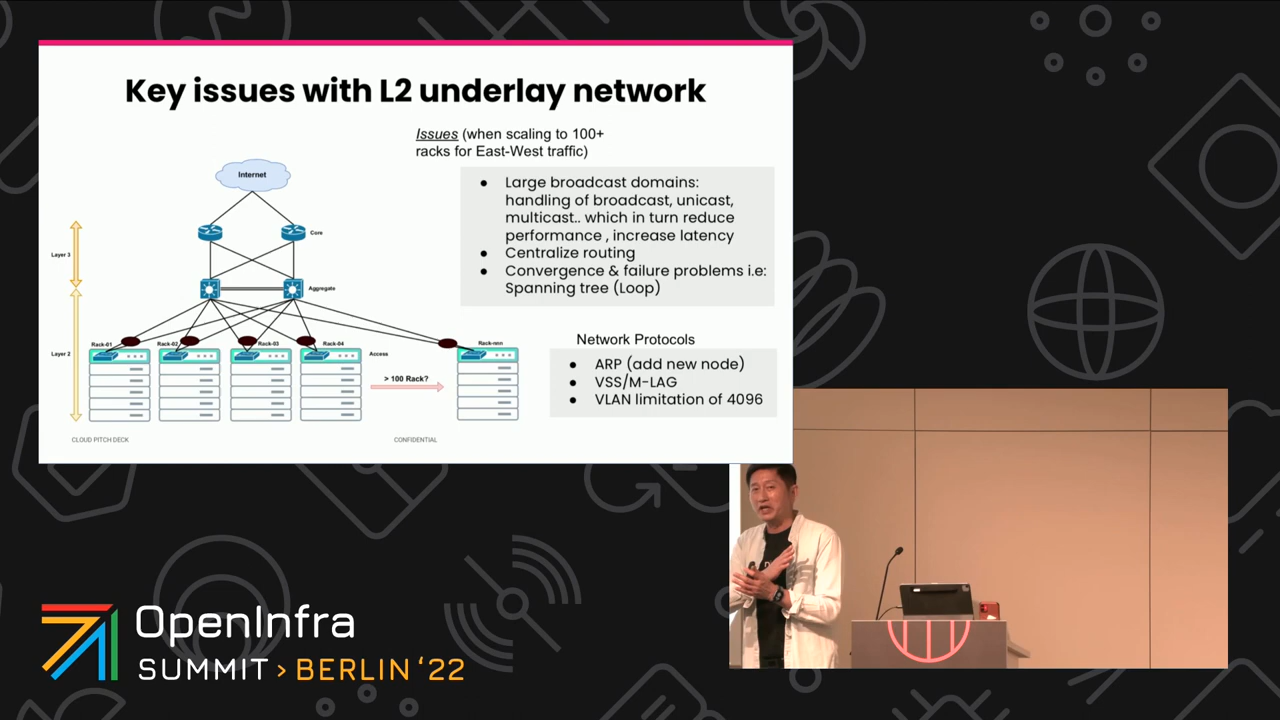 Key issues with L2 underlay network
Issues (when scaling to 100+
racks for East-West traffic)
Internet
Core
Layer 3
Aggregate
Layer 2
Rack-01
Rack-02
Rack-03
Rack-04
Rack-nnn
Access
> 100 Rack?
● Large broadcast domains:
handling of broadcast, unicast,
multicast.. which in turn reduce
performance , increase latency
● Centralize routing
● Convergence & failure problems i.e:
Spanning tree (Loop)
Network Protocols
● ARP (add new node)
● VSS/M-LAG
● VLAN limitation of 4096
CLOUD PITCH DECK
CONFIDENTIAL
OpenInfra
SUMMIT > BERLIN ‘22